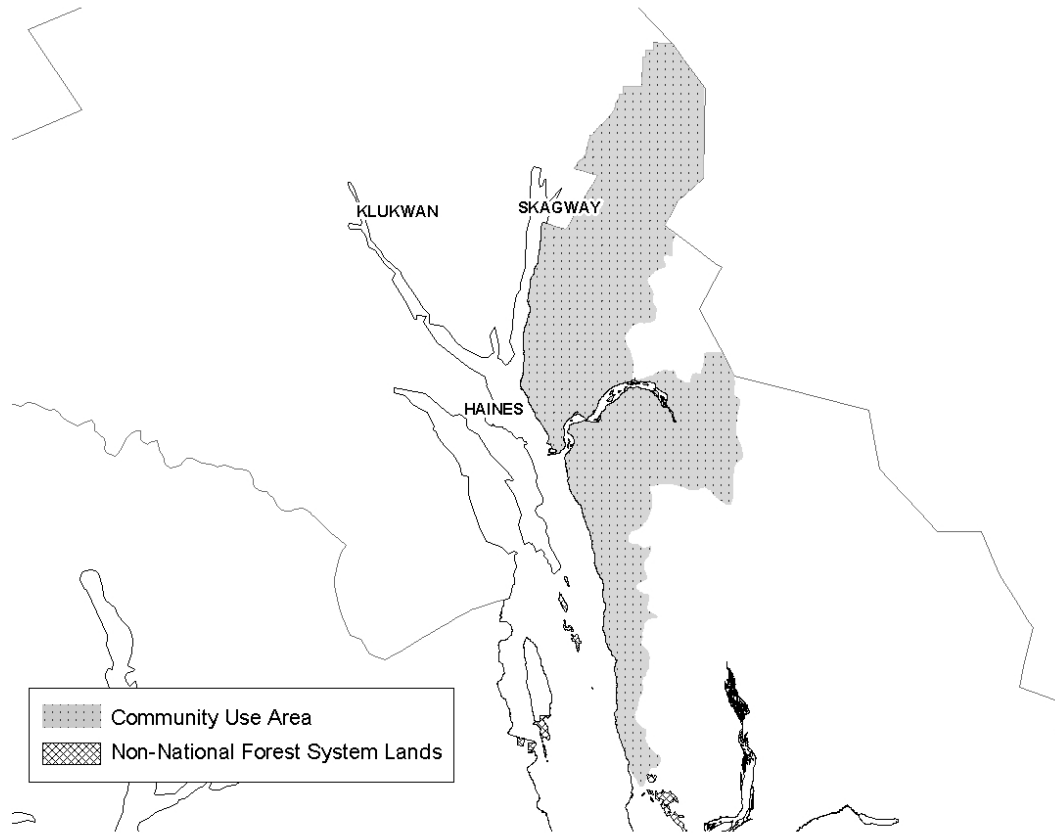 KLUKWAN
SKAGWAY
HAINES
Community Use Area
Non-National Forest System Lands